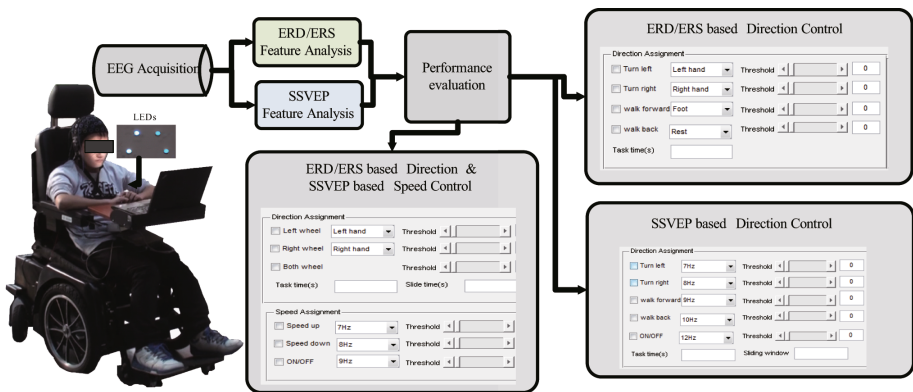 EEG Acquisition
ERD/ERS
Feature Analysis
SSVEP
Feature Analysis
Performance
evaluation
LEDs
ERD/ERS based Direction Control
Direction Assignment
Turn left Left hand Threshold 0
Turn right Right hand Threshold 0
walk forward Foot Threshold 0
walk back Rest Threshold 0
Task time(s)
ERD/ERS based Direction &
SSVEP based Speed Control
Direction Assignment
Left wheel Left hand Threshold
Right wheel Right hand Threshold
Both wheel Threshold
Task time(s) Slide time(s)
Speed Assignment
Speed up 7Hz Threshold
Speed down 8Hz Threshold
ON/OFF 9Hz Threshold
SSVEP based Direction Control
Direction Assignment
Turn left 7Hz Threshold 0
Turn right 8Hz Threshold 0
walk forward 9Hz Threshold 0
walk back 10Hz Threshold 0
ON/OFF 12Hz Threshold 0
Task time(s) Sliding window